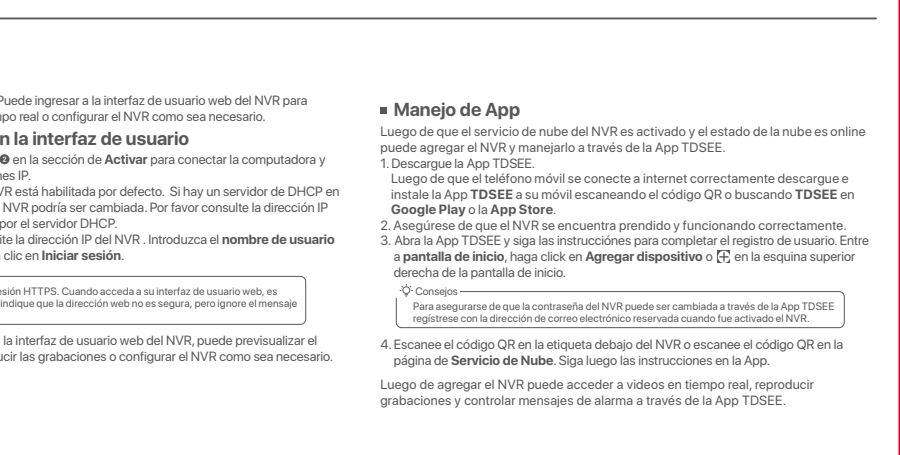 Puede ingresar a la interfaz de usuario web del NVR para
po real o configurar el NVR como sea necesario.
n la interfaz de usuario
❷ en la sección de Activar para conectar la computadora y
nes IP.
VR está habilitada por defecto. Si hay un servidor de DHCP en
NVR podría ser cambiada. Por favor consulte la dirección IP
por el servidor DHCP.
ite la dirección IP del NVR . Introduzca el nombre de usuario
clic en Iniciar sesión.
esión HTTPS. Cuando acceda a su interfaz de usuario web, es
indique que la dirección web no es segura, pero ignore el mensaje
la interfaz de usuario web del NVR, puede previsualizar el
ucir las grabaciones o configurar el NVR como sea necesario.
Manejo de App
Luego de que el servicio de nube del NVR es activado y el estado de la nube es online
puede agregar el NVR y manejarlo a través de la App TDSEE.
1. Descargue la App TDSEE.
Luego de que el teléfono móvil se conecte a internet correctamente descargue e
instale la App TDSEE a su móvil escaneando el código QR o buscando TDSEE en
Google Play o la App Store.
2. Asegúrese de que el NVR se encuentra prendido y funcionando correctamente.
3. Abra la App TDSEE y siga las instrucciónes para completar el registro de usuario. Entre
a pantalla de inicio, haga click en Agregar dispositivo o en la esquina superior
derecha de la pantalla de inicio.
Consejos
Para asegurarse de que la contraseña del NVR puede ser cambiada a través de la App TDSEE
regístrese con la dirección de correo electrónico reservada cuando fue activado el NVR.
4. Escanee el código QR en la etiqueta debajo del NVR o escanee el código QR en la
página de Servicio de Nube. Siga luego las instrucciones en la App.
Luego de agregar el NVR puede acceder a videos en tiempo real, reproducir
grabaciones y controlar mensajes de alarma a través de la App TDSEE.